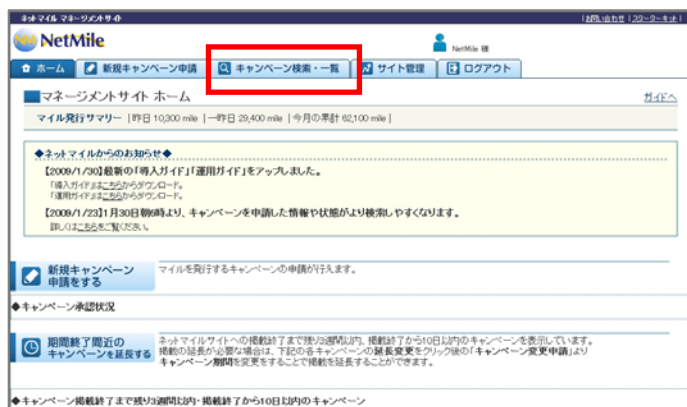 ネットマイル マネージメントサイト
|お問い合わせ|スターターキット|
NetMile
NetMile 様
ホーム
新規キャンペーン申請
キャンペーン検索・一覧
サイト管理
ログアウト
マネージメントサイト ホーム
ガイドへ
マイル発行サマリー |昨日 10,300 mile |一昨日 29,400 mile |今月の累計 62,100 mile|
◆ネットマイルからのお知らせ◆
【2009/1/30】最新の「導入ガイド」「運用ガイド」をアップしました。
「導入ガイド」はこちらからダウンロード。
「運用ガイド」はこちらからダウンロード。
【2009/1/23】1月30日朝6時より、キャンペーンを申請した情報や状態がより検索しやすくなります。
詳しくはこちらをご覧ください。
新規キャンペーン
申請をする
マイルを発行するキャンペーンの申請が行えます。
◆キャンペーン承認状況
期間終了間近の
キャンペーンを延長する
ネットマイルサイトへの掲載終了まで残り3週間以内、掲載終了から10日以内のキャンペーンを表示しています。
掲載の延長が必要な場合は、下記の各キャンペーンの延長変更をクリック後の「キャンペーン変更申請」より
キャンペーン期間を変更をすることで掲載を延長することができます。
◆キャンペーン掲載終了まで残り3週間以内・掲載終了から10日以内のキャンペーン